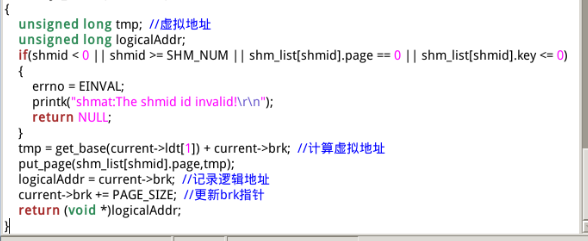 {
unsigned long tmp; //虚拟地址
unsigned long logicalAddr;
if(shmid < 0 || shmid >= SHM_NUM || shm_list[shmid].page == 0 || shm_list[shmid].key <= 0)
{
errno = EINVAL;
printk("shmat:The shmid id invalid!\r\n");
return NULL;
}
tmp = get_base(current->ldt[1]) + current->brk; //计算虚拟地址
put_page(shm_list[shmid].page,tmp);
logicalAddr = current->brk; //记录逻辑地址
current->brk += PAGE_SIZE; //更新brk指针
return (void *)logicalAddr;
}